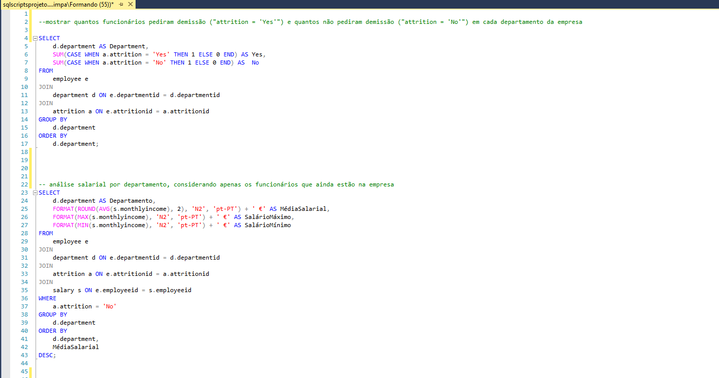 sqlscriptsprojeto.....impa\Formando (55))*
1
2 --mostrar quantos funcionários pediram demissão ("attrition = 'Yes'") e quantos não pediram demissão ("attrition = 'No'") em cada departamento da empresa
3
4 SELECT
5 d.department AS Department,
6 SUM(CASE WHEN a.attrition = 'Yes' THEN 1 ELSE 0 END) AS Yes,
7 SUM(CASE WHEN a.attrition = 'No' THEN 1 ELSE 0 END) AS No
8 FROM
9 employee e
10 JOIN
11 department d ON e.departmentid = d.departmentid
12 JOIN
13 attrition a ON e.attritionid = a.attritionid
14 GROUP BY
15 d.department
16 ORDER BY
17 d.department;
18
19
20
21
22 -- análise salarial por departamento, considerando apenas os funcionários que ainda estão na empresa
23 SELECT
24 d.department AS Departamento,
25 FORMAT(ROUND(AVG(s.monthlyincome), 2), 'N2', 'pt-PT') + ' €' AS MédiaSalarial,
26 FORMAT(MAX(s.monthlyincome), 'N2', 'pt-PT') + ' €' AS SalárioMáximo,
27 FORMAT(MIN(s.monthlyincome), 'N2', 'pt-PT') + ' €' AS SalárioMínimo
28 FROM
29 employee e
30 JOIN
31 department d ON e.departmentid = d.departmentid
32 JOIN
33 attrition a ON e.attritionid = a.attritionid
34 JOIN
35 salary s ON e.employeeid = s.employeeid
36 WHERE
37 a.attrition = 'No'
38 GROUP BY
39 d.department
40 ORDER BY
41 d.department,
42 MédiaSalarial
43 DESC;
44
45